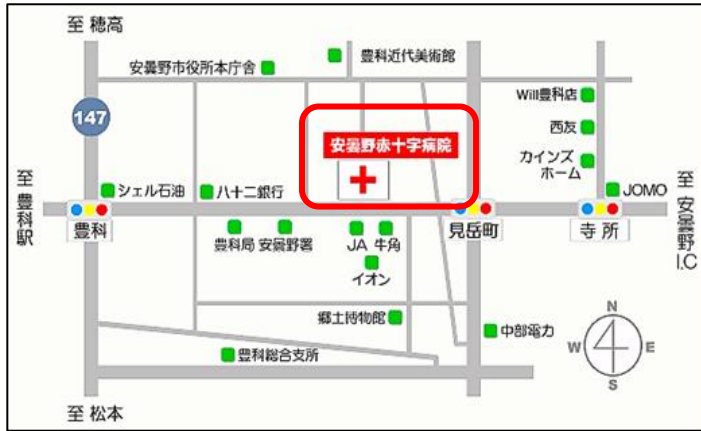 至 穂高
豊科近代美術館
安曇野市役所本庁舎
Will豊科店
147
西友
安曇野赤十字病院
カインズ
ホーム
至 豊科駅
シェル石油
八十二銀行
JOMO
至 安曇野I.C
豊科
見岳町
寺所
豊科局
安曇野署
JA
牛角
イオン
郷土博物館
中部電力
豊科総合支所
N
W
E
S
至 松本